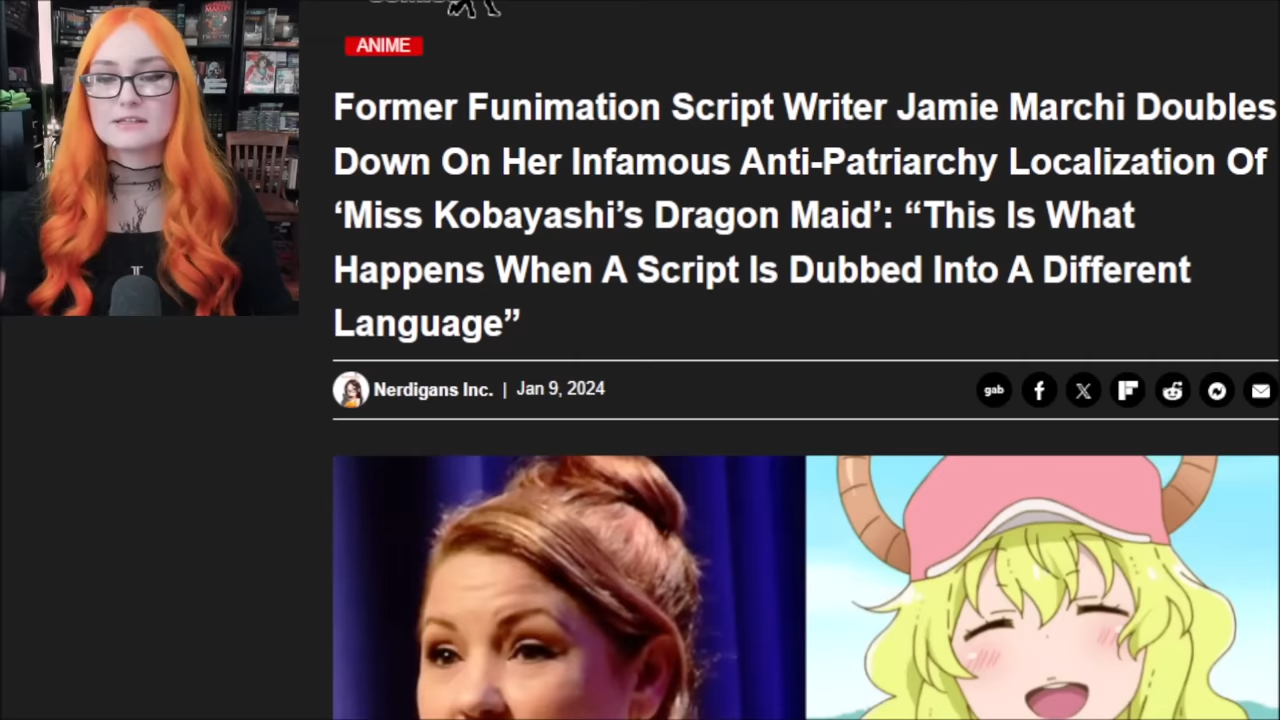 ANIME
Former Funimation Script Writer Jamie Marchi Doubles
Down On Her Infamous Anti-Patriarchy Localization Of
‘Miss Kobayashi’s Dragon Maid’: “This Is What
Happens When A Script Is Dubbed Into A Different
Language”
Nerdigans Inc. | Jan 9, 2024
gab